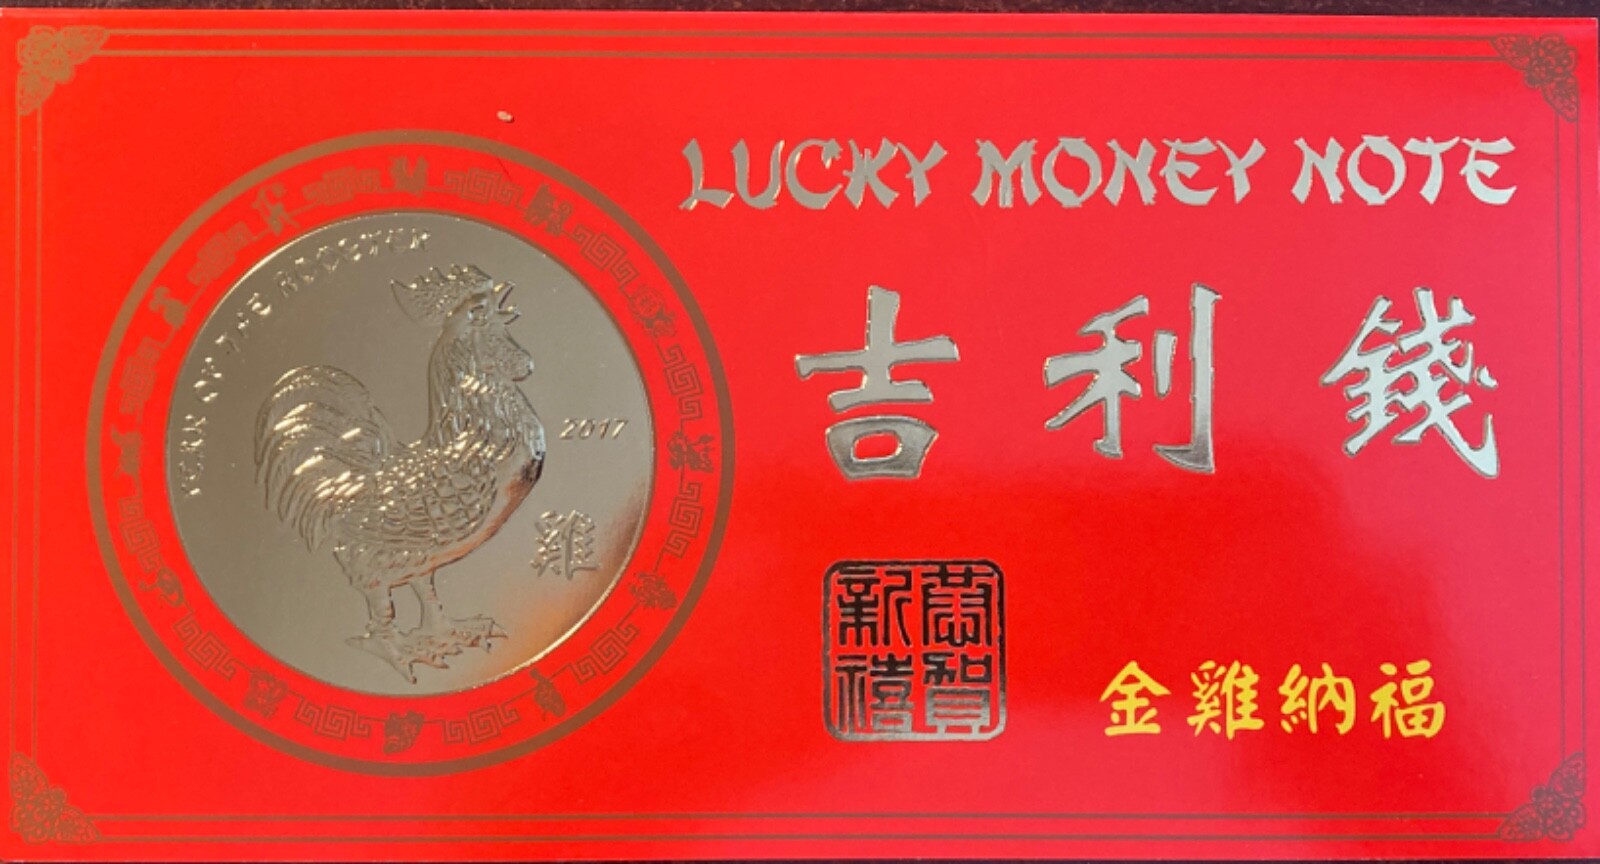 LUCKY MONEY NOTE
吉利錢
YEAR OF THE ROOSTER
2017
雞
恭賀
新禧
金雞納福